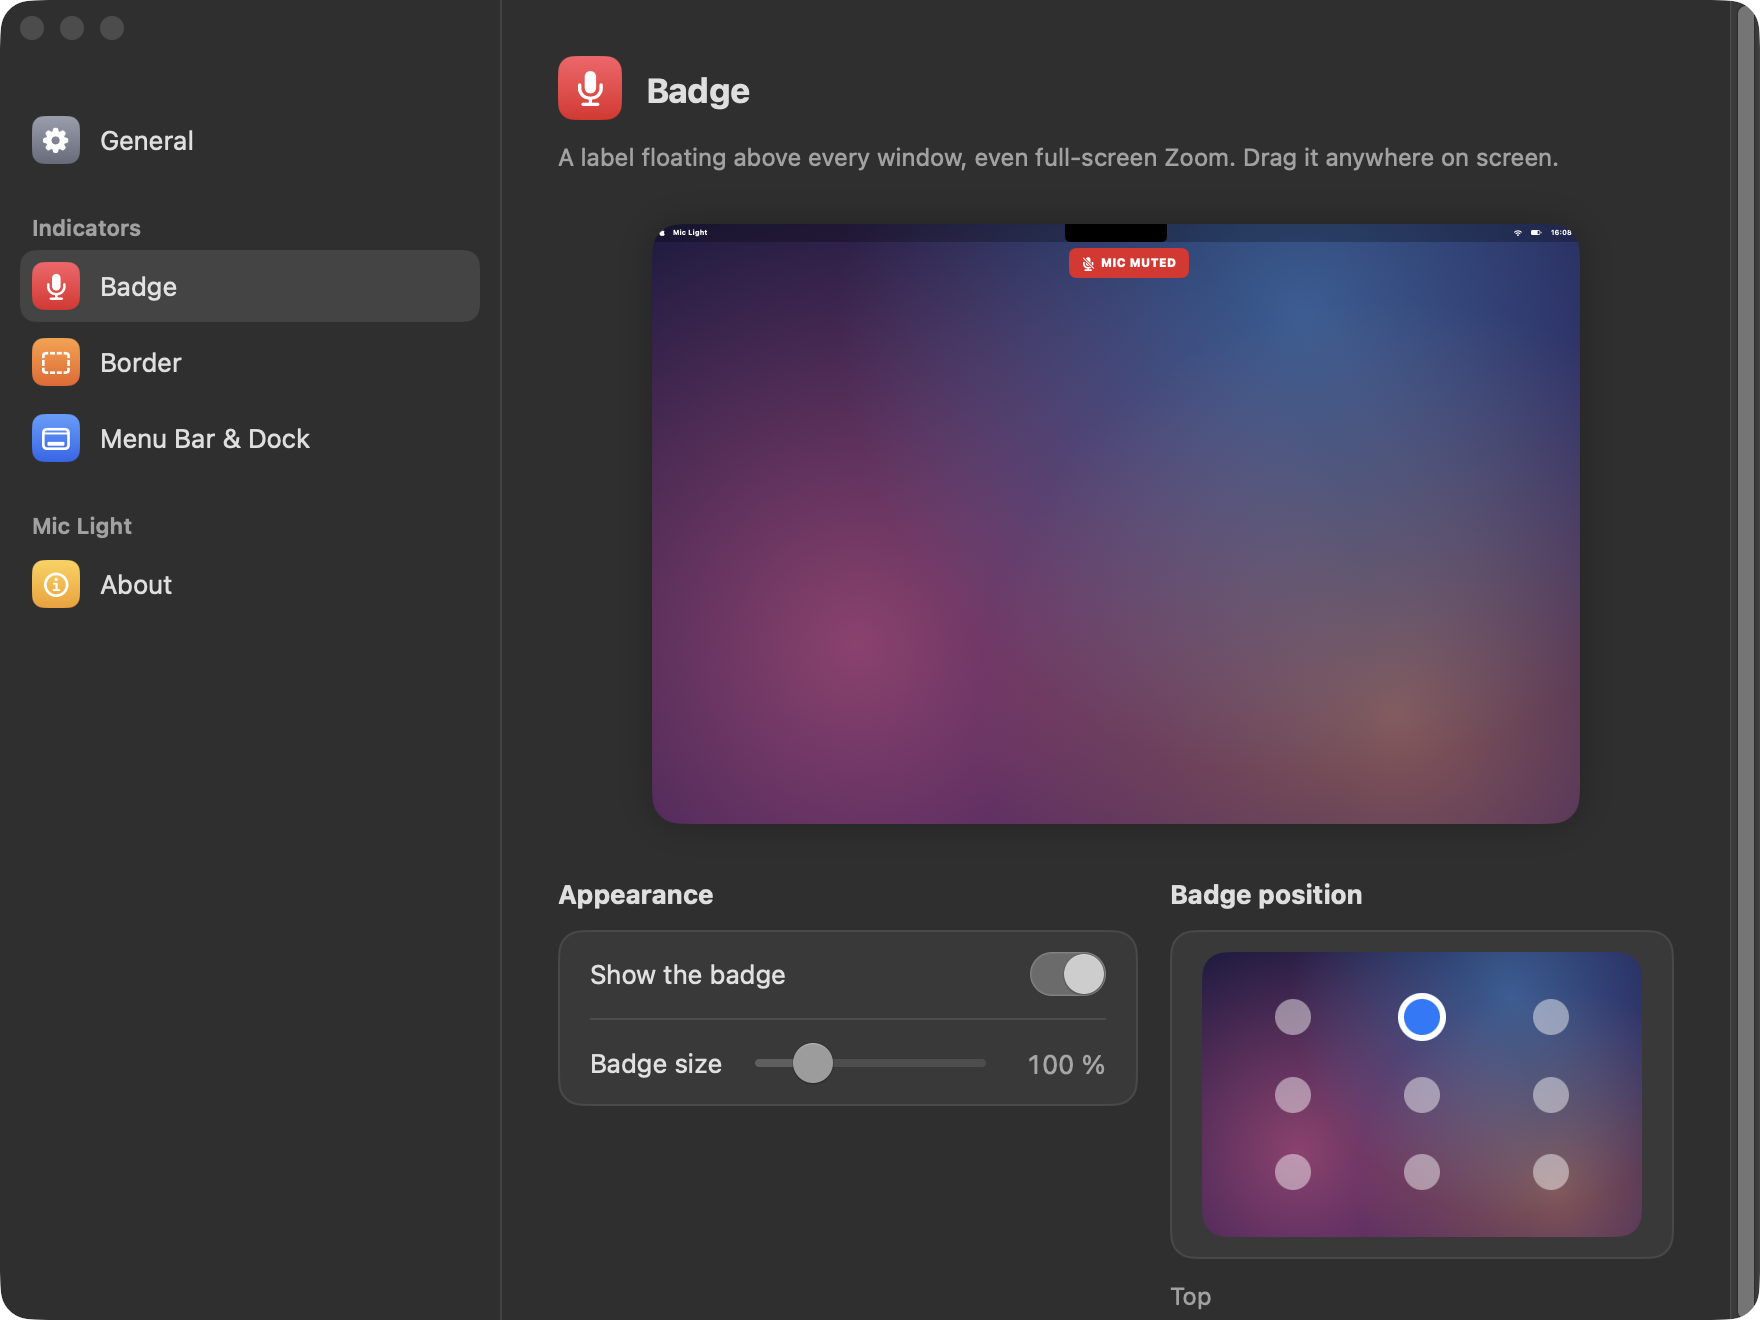 General
Indicators
Badge
Border
Menu Bar & Dock
Mic Light
About
Badge
A label floating above every window, even full-screen Zoom. Drag it anywhere on screen.
Mic Light
16:08
MIC MUTED
Appearance
Show the badge
Badge size
100 %
Badge position
Top